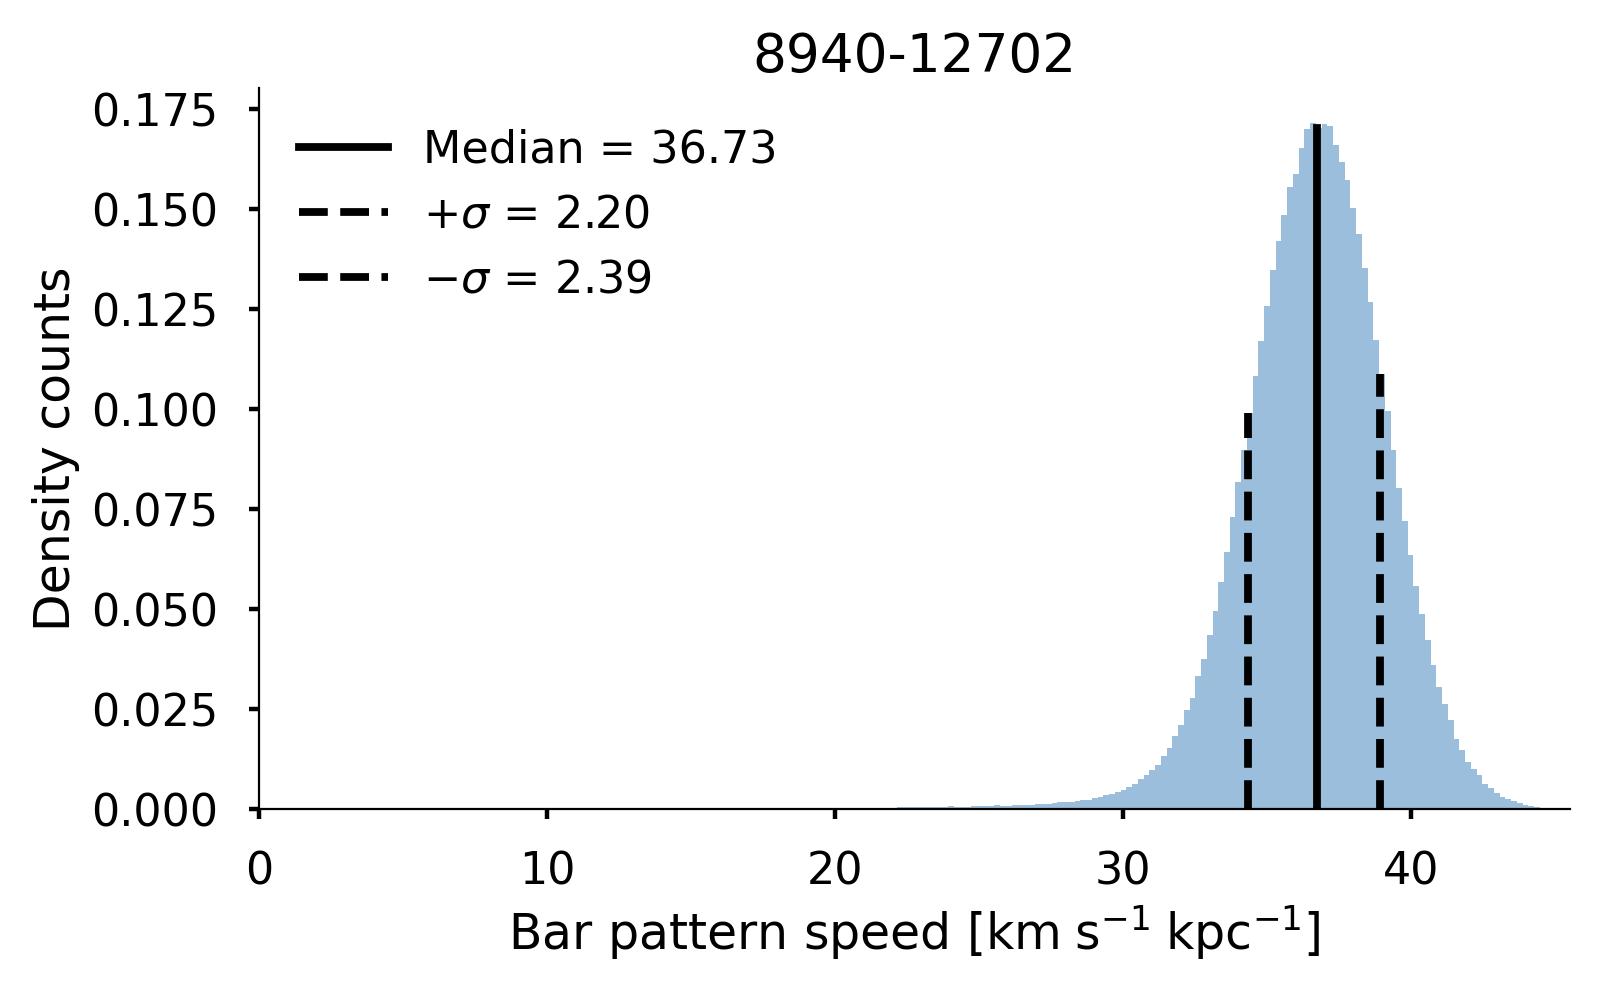 8940-12702
0.175
0.150
0.125
0.100
0.075
0.050
0.025
0.000
Density counts
Median = 36.73
+σ = 2.20
−σ = 2.39
0 10 20 30 40
Bar pattern speed [km s⁻¹ kpc⁻¹]